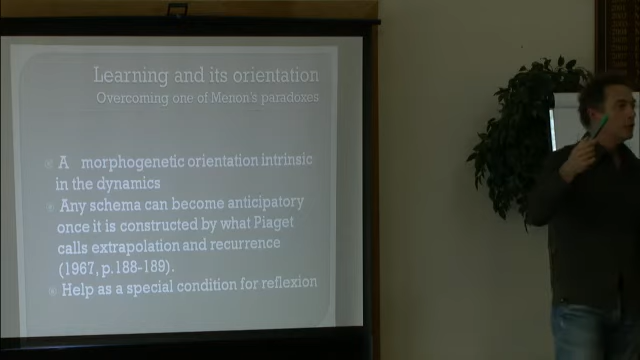 Learning and its orientation
Overcoming one of Menon's paradoxes
A morphogenetic orientation intrinsic
in the dynamics
Any schema can become anticipatory
once it is constructed by what Piaget
calls extrapolation and recurrence
(1967, p.188-189).
Help as a special condition for reflexion